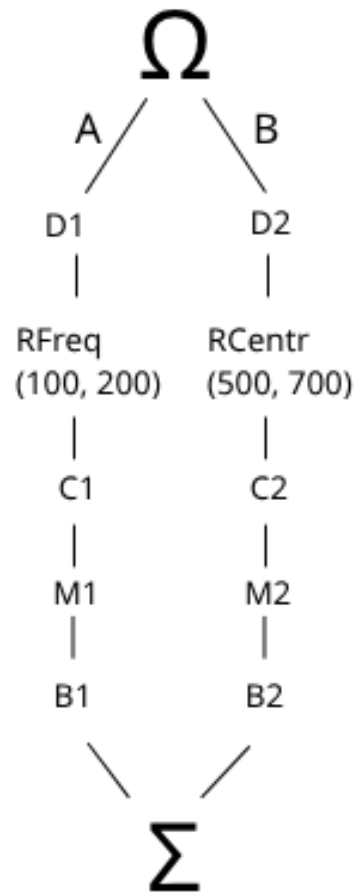 Ω
A B
D1 D2
RFreq RCentr
(100, 200) (500, 700)
C1 C2
M1 M2
B1 B2
Σ